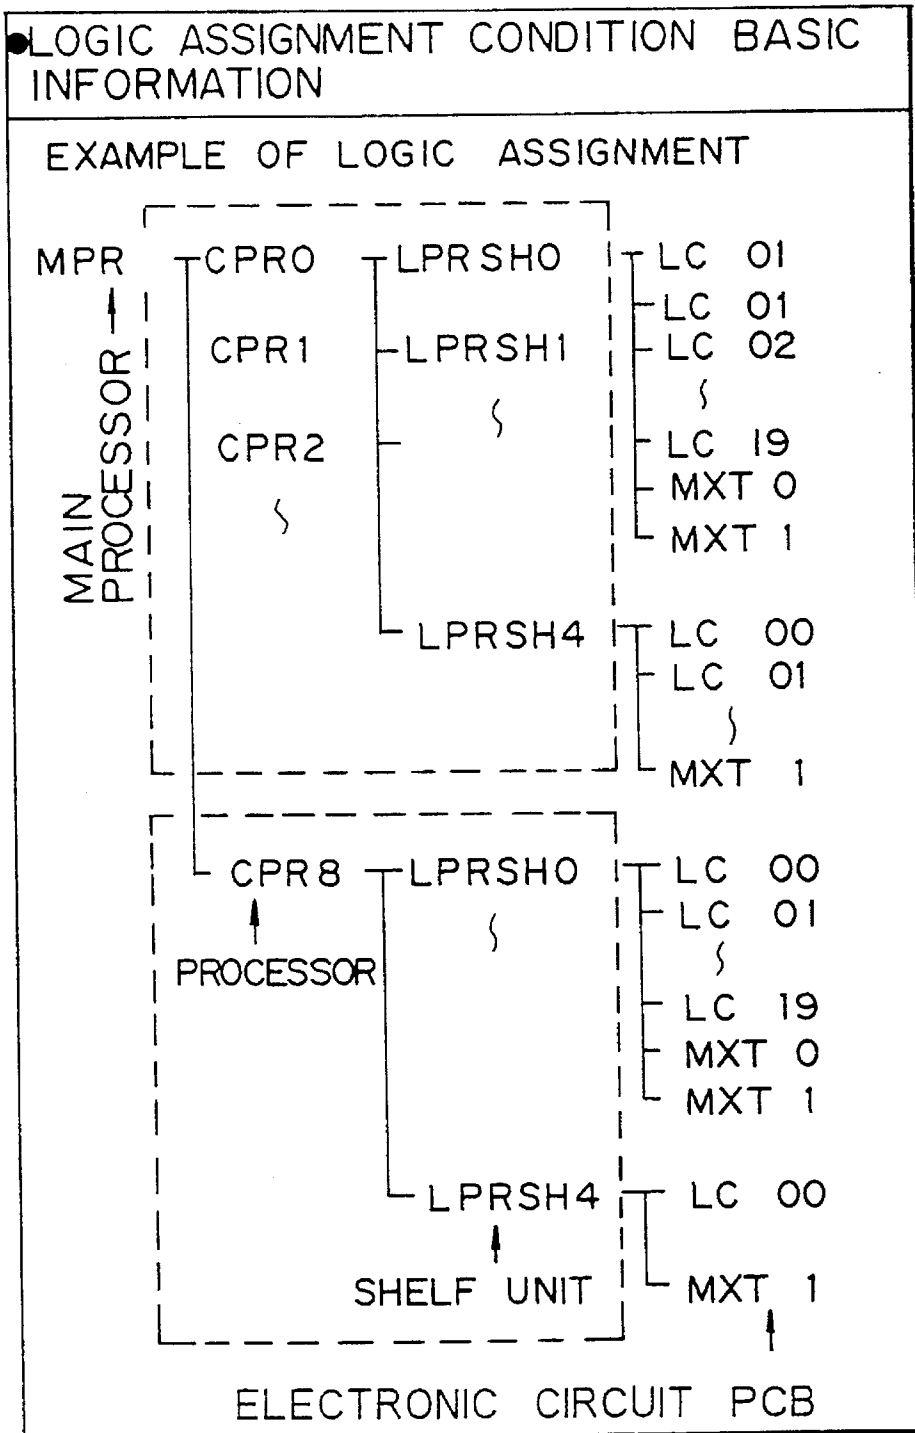 ●LOGIC ASSIGNMENT CONDITION BASIC
INFORMATION
EXAMPLE OF LOGIC ASSIGNMENT
MPR CPR0 LPRSH0 LC 01
LC 01
CPR1 LPRSH1 LC 02
CPR2 LC 19
MXT 0
MXT 1
MAIN
PROCESSOR
LPRSH4 LC 00
LC 01
MXT 1
CPR8 LPRSH0 LC 00
LC 01
PROCESSOR
LC 19
MXT 0
MXT 1
LPRSH4 LC 00
SHELF UNIT MXT 1
ELECTRONIC CIRCUIT PCB